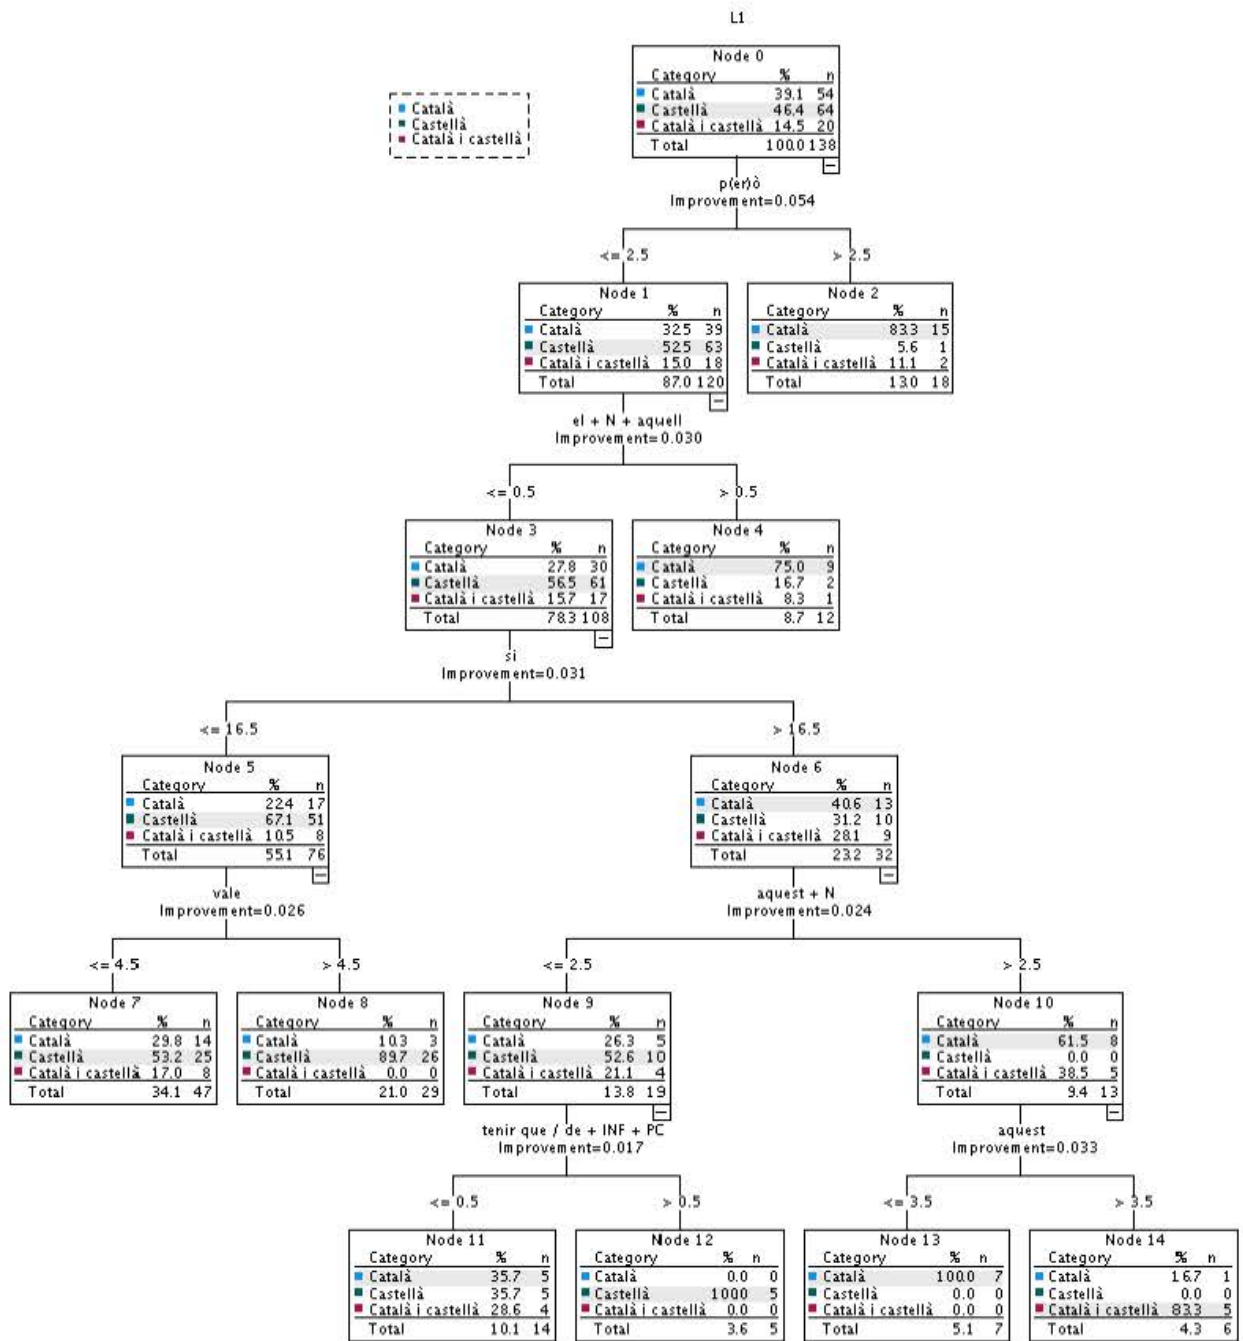 L1
Català
Castellà
Català i castellà
Node 0
Category % n
Català 39.1 54
Castellà 46.4 64
Català i castellà 14.5 20
Total 100.0 138
p(er)ò
Improvement=0.054
<= 2.5
> 2.5
Node 1
Category % n
Català 32.5 39
Castellà 52.5 63
Català i castellà 15.0 18
Total 87.0 120
Node 2
Category % n
Català 83.3 15
Castellà 5.6 1
Català i castellà 11.1 2
Total 13.0 18
el + N + aquell
Improvement=0.030
<= 0.5
> 0.5
Node 3
Category % n
Català 27.8 30
Castellà 56.5 61
Català i castellà 15.7 17
Total 78.3 108
Node 4
Category % n
Català 75.0 9
Castellà 16.7 2
Català i castellà 8.3 1
Total 8.7 12
si
Improvement=0.031
<= 16.5
> 16.5
Node 5
Category % n
Català 22.4 17
Castellà 67.1 51
Català i castellà 10.5 8
Total 55.1 76
Node 6
Category % n
Català 40.6 13
Castellà 31.2 10
Català i castellà 28.1 9
Total 23.2 32
vale
Improvement=0.026
aquest + N
Improvement=0.024
<= 4.5
> 4.5
<= 2.5
> 2.5
Node 7
Category % n
Català 29.8 14
Castellà 53.2 25
Català i castellà 17.0 8
Total 34.1 47
Node 8
Category % n
Català 10.3 3
Castellà 89.7 26
Català i castellà 0.0 0
Total 21.0 29
Node 9
Category % n
Català 26.3 5
Castellà 52.6 10
Català i castellà 21.1 4
Total 13.8 19
Node 10
Category % n
Català 61.5 8
Castellà 0.0 0
Català i castellà 38.5 5
Total 9.4 13
tenir que / de + INF + PC
Improvement=0.017
aquest
Improvement=0.033
<= 0.5
> 0.5
<= 3.5
> 3.5
Node 11
Category % n
Català 35.7 5
Castellà 35.7 5
Català i castellà 28.6 4
Total 10.1 14
Node 12
Category % n
Català 0.0 0
Castellà 100.0 5
Català i castellà 0.0 0
Total 3.6 5
Node 13
Category % n
Català 100.0 7
Castellà 0.0 0
Català i castellà 0.0 0
Total 5.1 7
Node 14
Category % n
Català 16.7 1
Castellà 0.0 0
Català i castellà 83.3 5
Total 4.3 6